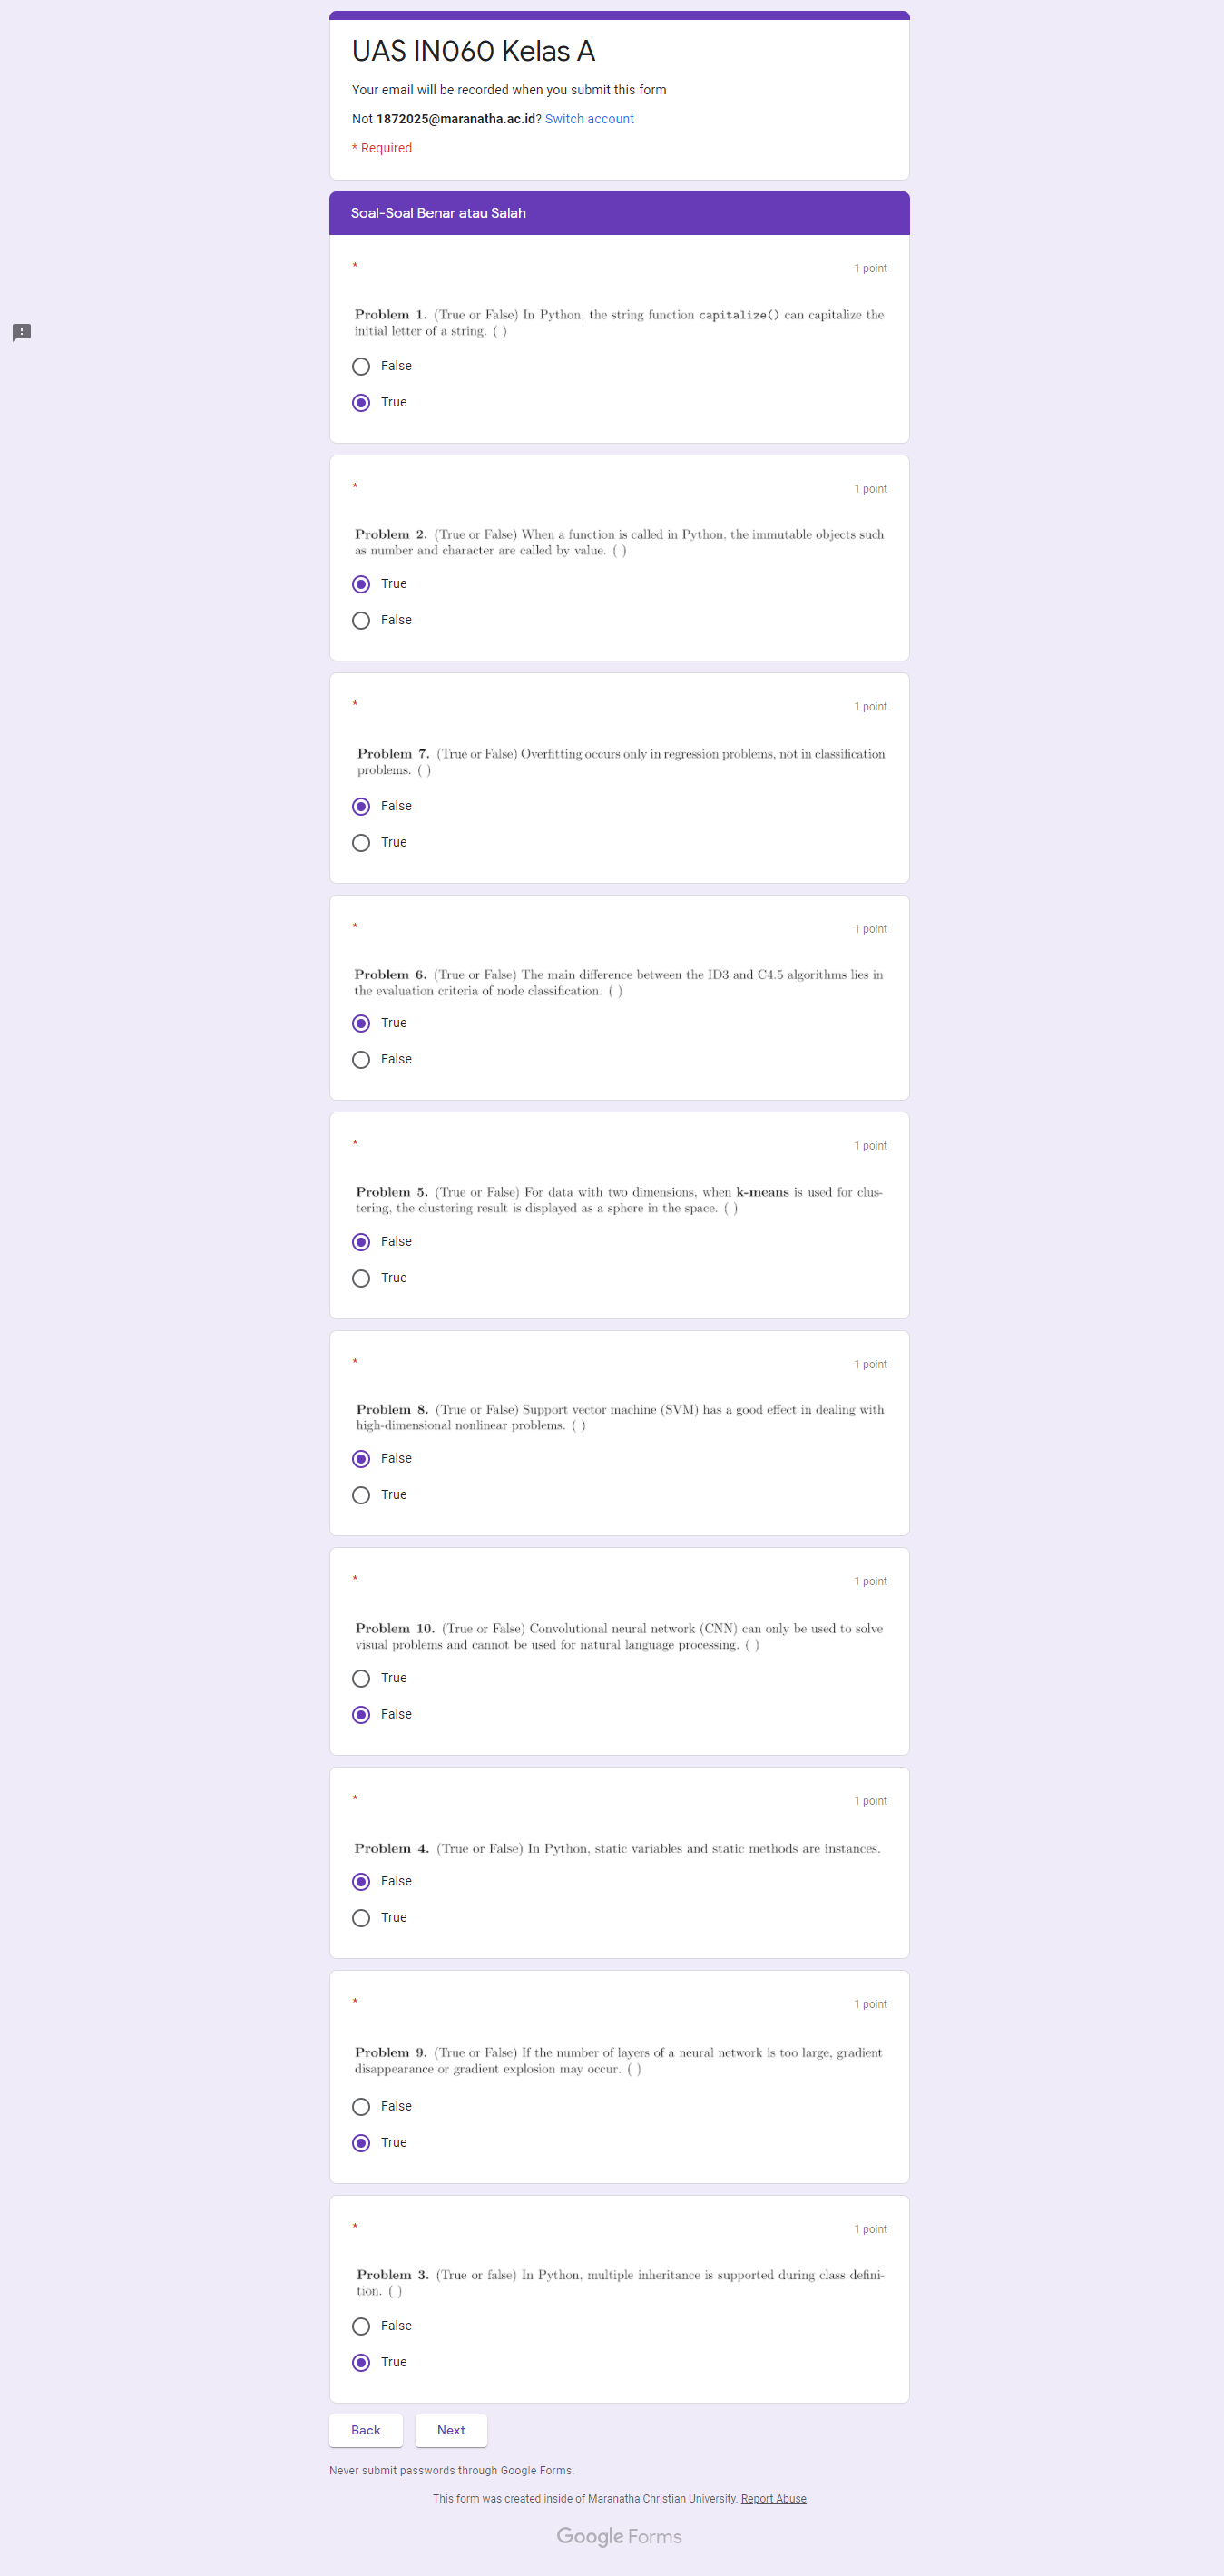 UAS IN060 Kelas A
Your email will be recorded when you submit this form
Not 1872025@maranatha.ac.id? Switch account
* Required
Soal-Soal Benar atau Salah
* 1 point
Problem 1. (True or False) In Python, the string function capitalize() can capitalize the
initial letter of a string. ( )
False
True
* 1 point
Problem 2. (True or False) When a function is called in Python, the immutable objects such
as number and character are called by value. ( )
True
False
* 1 point
Problem 7. (True or False) Overfitting occurs only in regression problems, not in classification
problems. ( )
False
True
* 1 point
Problem 6. (True or False) The main difference between the ID3 and C4.5 algorithms lies in
the evaluation criteria of node classification. ( )
True
False
* 1 point
Problem 5. (True or False) For data with two dimensions, when k-means is used for clus-
tering, the clustering result is displayed as a sphere in the space. ( )
False
True
* 1 point
Problem 8. (True or False) Support vector machine (SVM) has a good effect in dealing with
high-dimensional nonlinear problems. ( )
False
True
* 1 point
Problem 10. (True or False) Convolutional neural network (CNN) can only be used to solve
visual problems and cannot be used for natural language processing. ( )
True
False
* 1 point
Problem 4. (True or False) In Python, static variables and static methods are instances.
False
True
* 1 point
Problem 9. (True or False) If the number of layers of a neural network is too large, gradient
disappearance or gradient explosion may occur. ( )
False
True
* 1 point
Problem 3. (True or false) In Python, multiple inheritance is supported during class defini-
tion. ( )
False
True
Back Next
Never submit passwords through Google Forms.
This form was created inside of Maranatha Christian University. Report Abuse
Google Forms